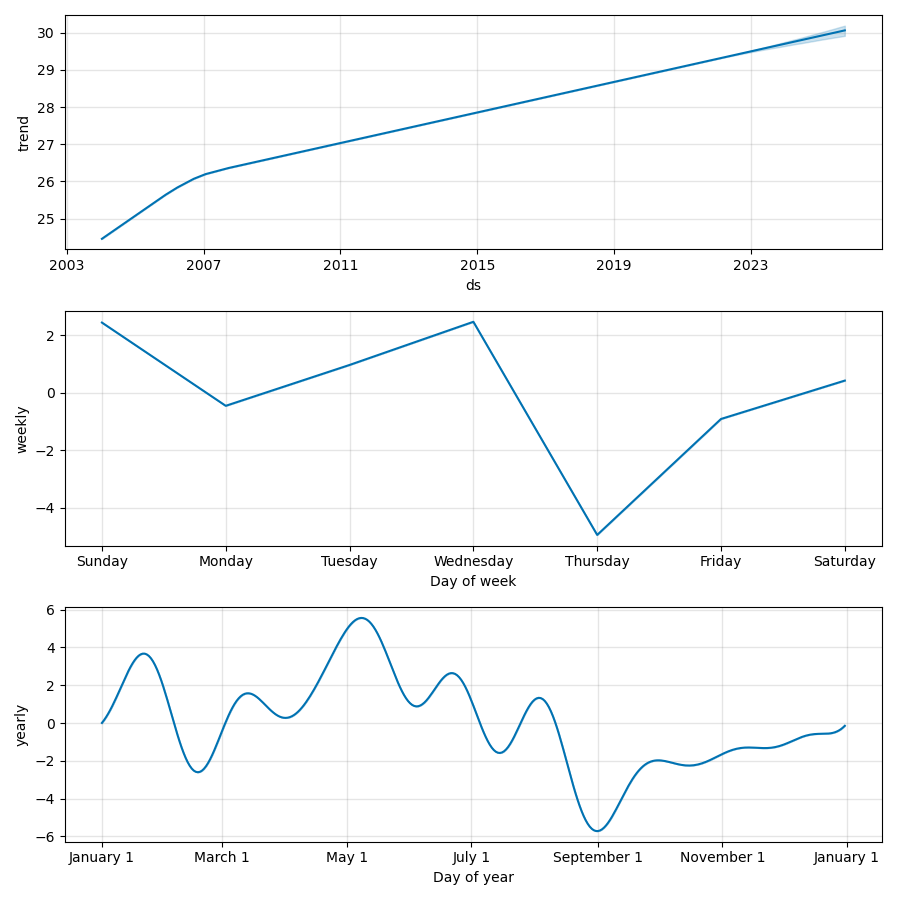 30
29
28
27
26
25
trend
2003 2007 2011 2015 2019 2023
ds
2
0
−2
−4
weekly
Sunday Monday Tuesday Wednesday Thursday Friday Saturday
Day of week
6
4
2
0
−2
−4
−6
yearly
January 1 March 1 May 1 July 1 September 1 November 1 January 1
Day of year